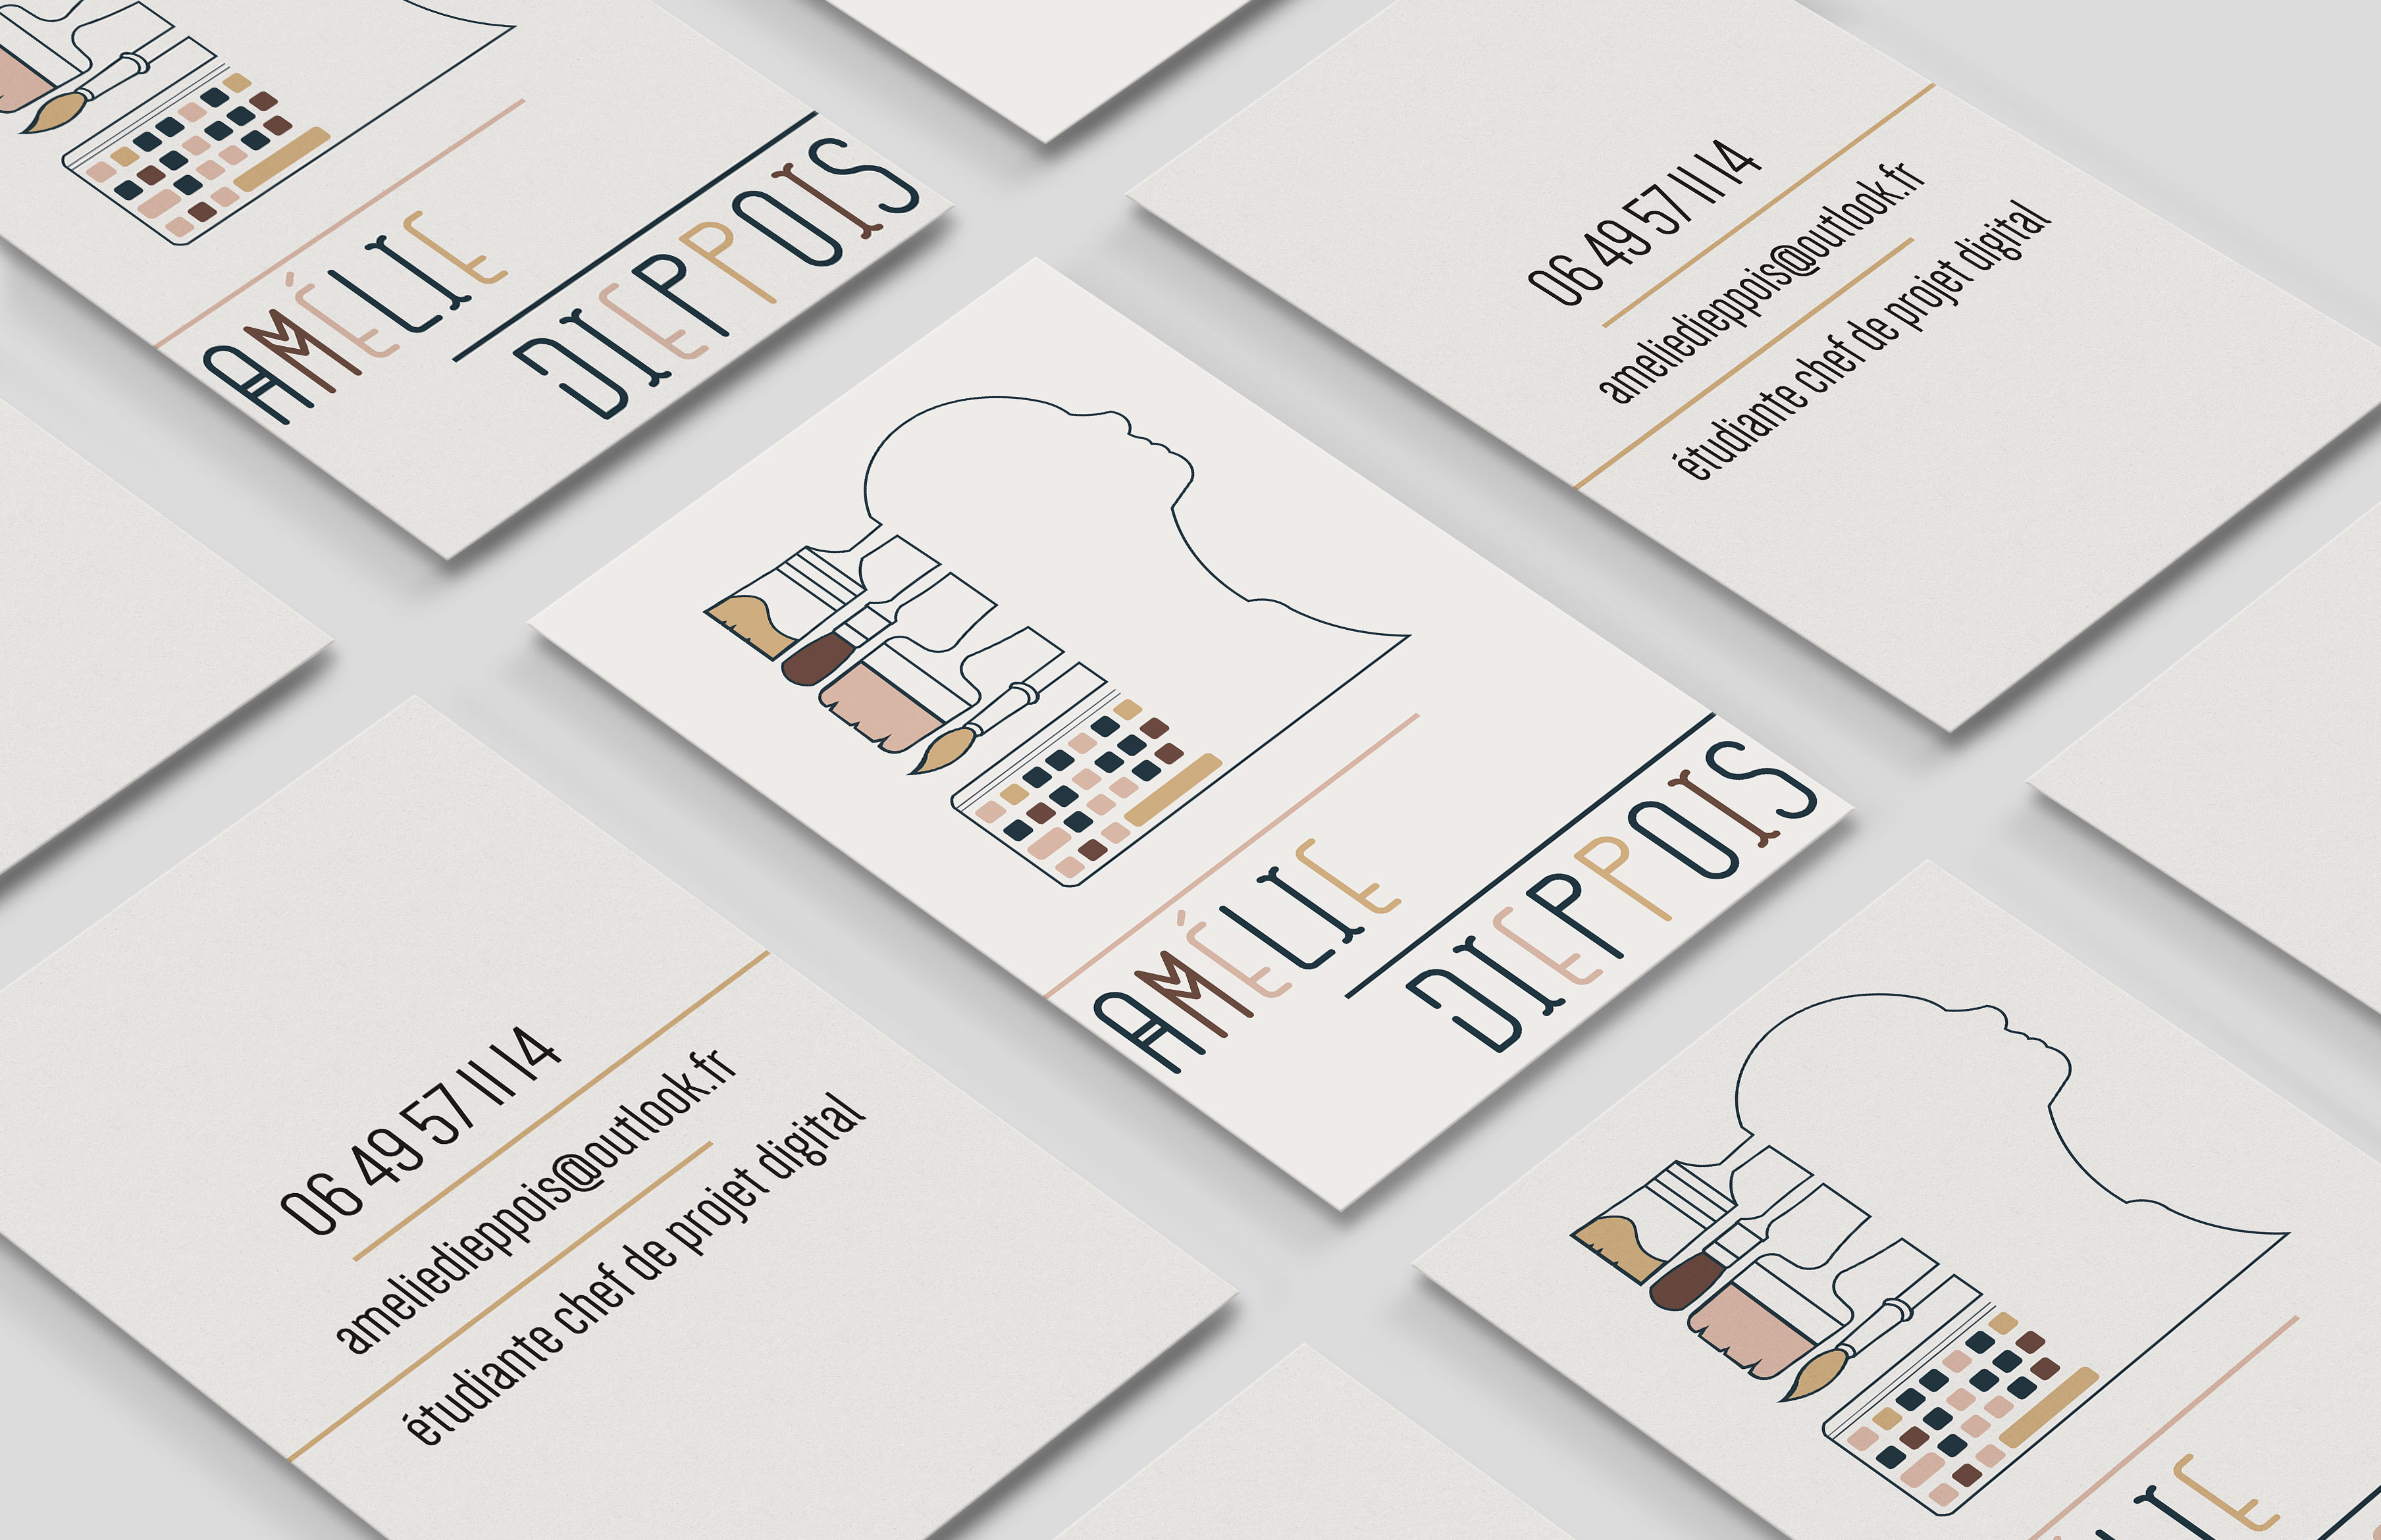 AMÉLIE
DIEPPOIS
06 49 57 11 14
ameliedieppois@outlook.fr
étudiante chef de projet digital
AMÉLIE
DIEPPOIS
06 49 57 11 14
ameliedieppois@outlook.fr
étudiante chef de projet digital
LIE